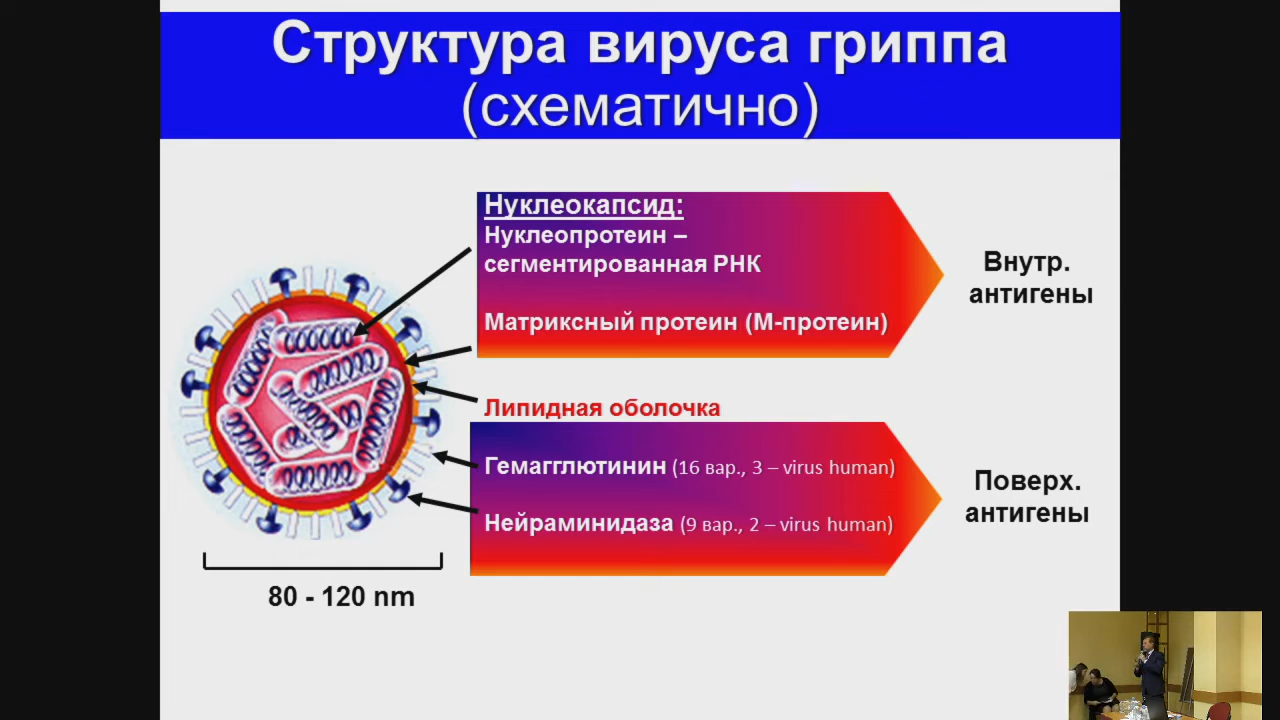 Структура вируса гриппа
(схематично)
Нуклеокапсид:
Нуклеопротеин –
сегментированная РНК
Матриксный протеин (М-протеин)
Внутр.
антигены
Липидная оболочка
Гемагглютинин (16 вар., 3 – virus human)
Нейраминидаза (9 вар., 2 – virus human)
Поверх.
антигены
80 - 120 nm